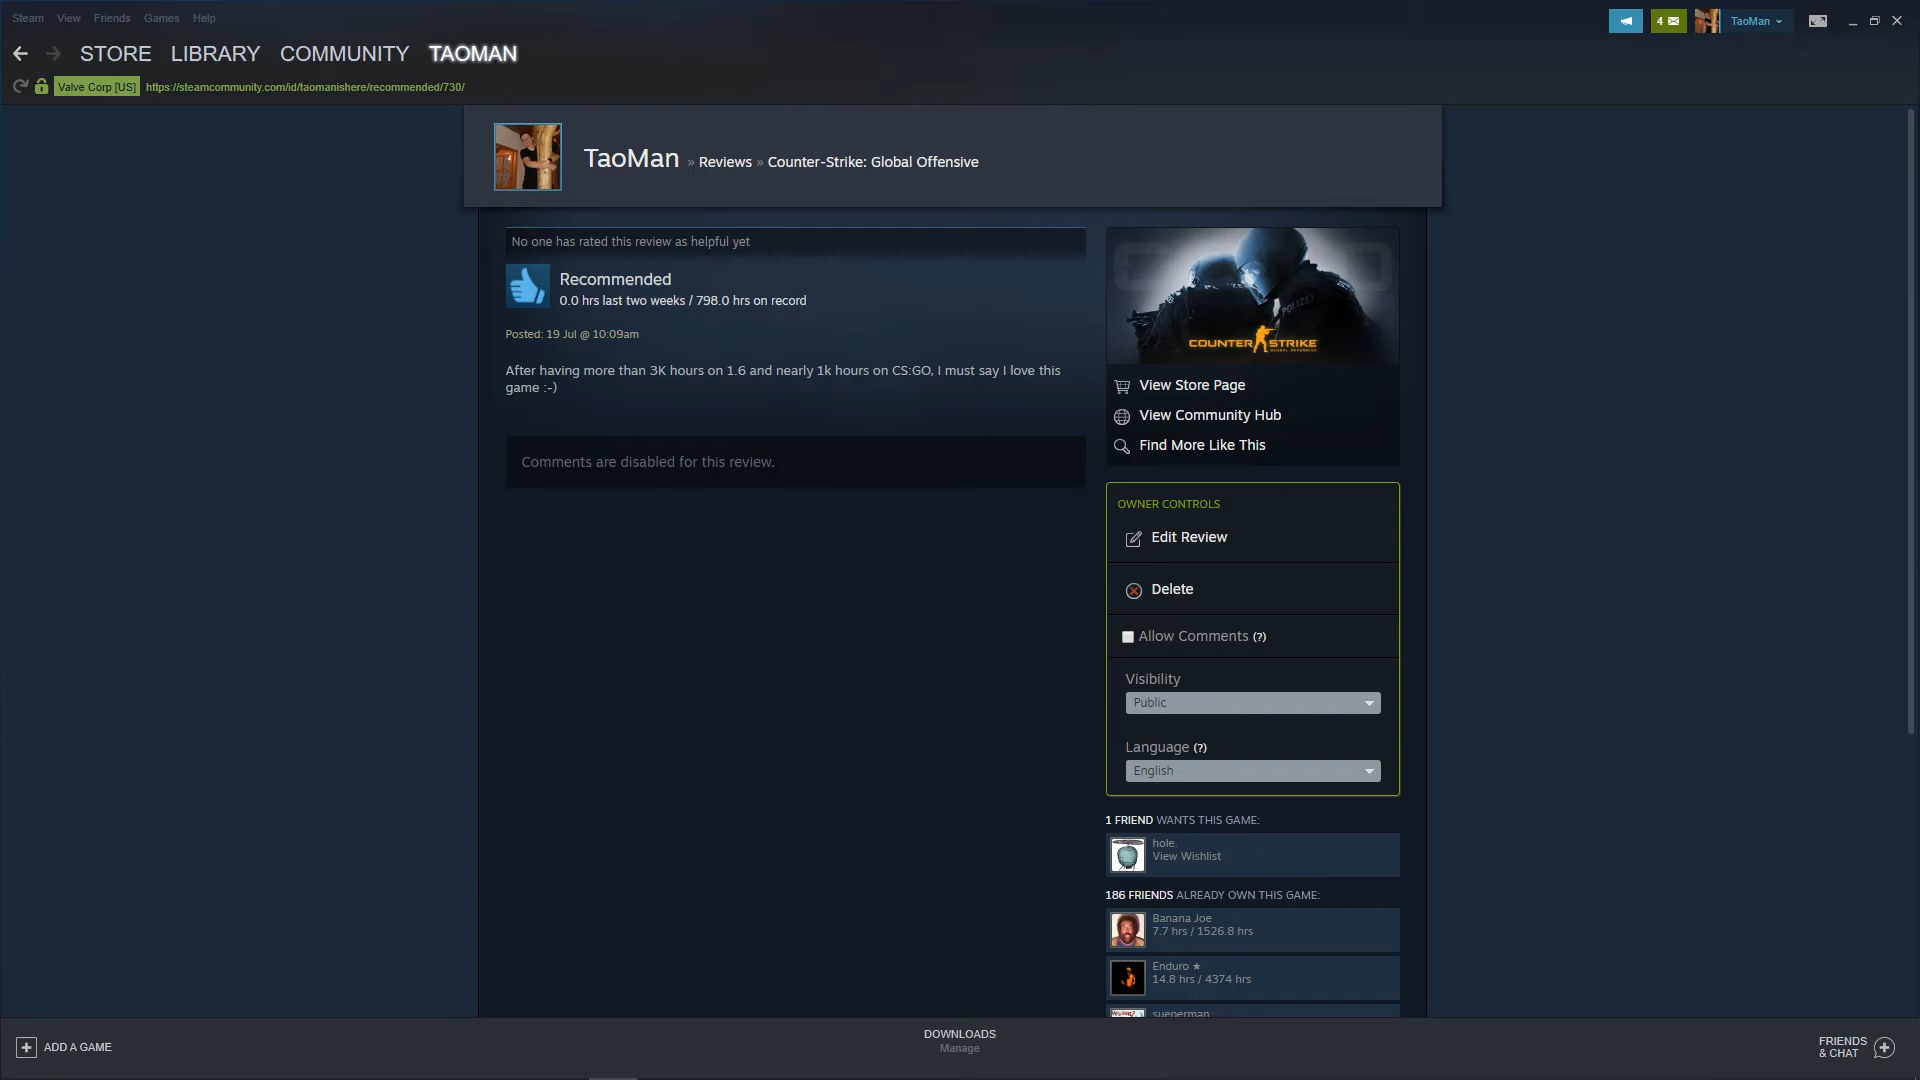 Steam View Friends Games Help
4
TaoMan
STORE LIBRARY COMMUNITY TAOMAN
Valve Corp [US] https://steamcommunity.com/id/taomanishere/recommended/730/
TaoMan » Reviews » Counter-Strike: Global Offensive
No one has rated this review as helpful yet
Recommended
0.0 hrs last two weeks / 798.0 hrs on record
Posted: 19 Jul @ 10:09am
After having more than 3K hours on 1.6 and nearly 1k hours on CS:GO, I must say I love this
game :-)
Comments are disabled for this review.
POLIZEI
COUNTER STRIKE
GLOBAL OFFENSIVE
View Store Page
View Community Hub
Find More Like This
OWNER CONTROLS
Edit Review
Delete
Allow Comments (?)
Visibility
Public
Language (?)
English
1 FRIEND WANTS THIS GAME:
hole.
View Wishlist
186 FRIENDS ALREADY OWN THIS GAME:
Banana Joe
7.7 hrs / 1526.8 hrs
Enduro ★
14.8 hrs / 4374 hrs
sueperman
ADD A GAME
DOWNLOADS
Manage
FRIENDS
& CHAT